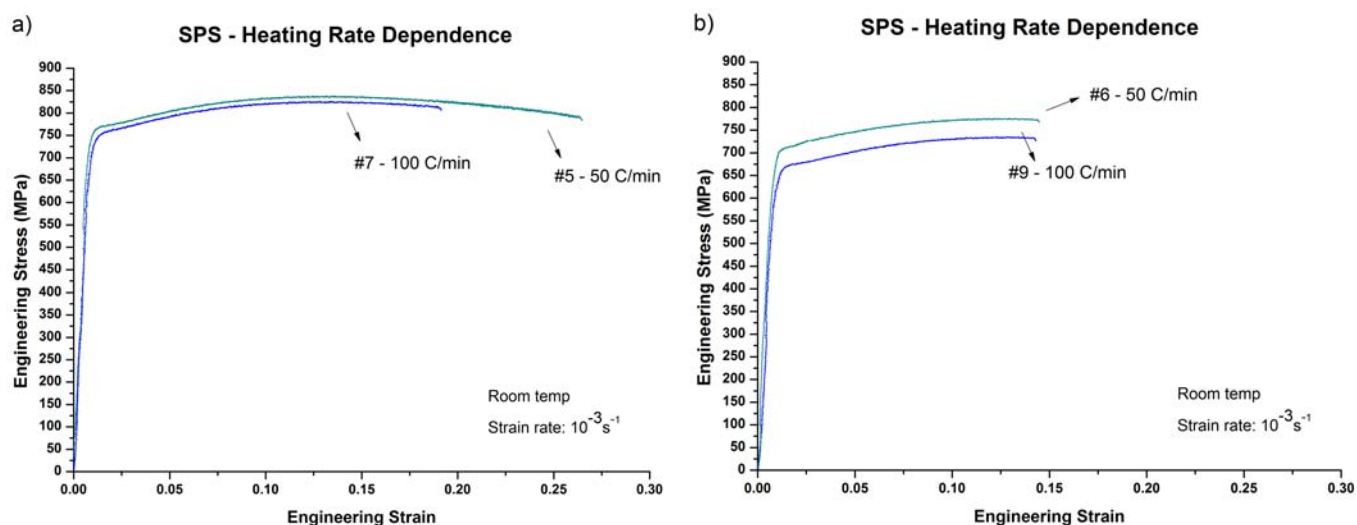 a)
SPS - Heating Rate Dependence
900
850
800
750
700
650
600
550
500
450
400
350
300
250
200
150
100
50
0
Engineering Stress (MPa)
#7 - 100 C/min
#5 - 50 C/min
Room temp
Strain rate: 10⁻³s⁻¹
0.00 0.05 0.10 0.15 0.20 0.25 0.30
Engineering Strain
b)
SPS - Heating Rate Dependence
900
850
800
750
700
650
600
550
500
450
400
350
300
250
200
150
100
50
0
Engineering Stress (MPa)
#6 - 50 C/min
#9 - 100 C/min
Room temp
Strain rate: 10⁻³s⁻¹
0.00 0.05 0.10 0.15 0.20 0.25 0.30
Engineering Strain